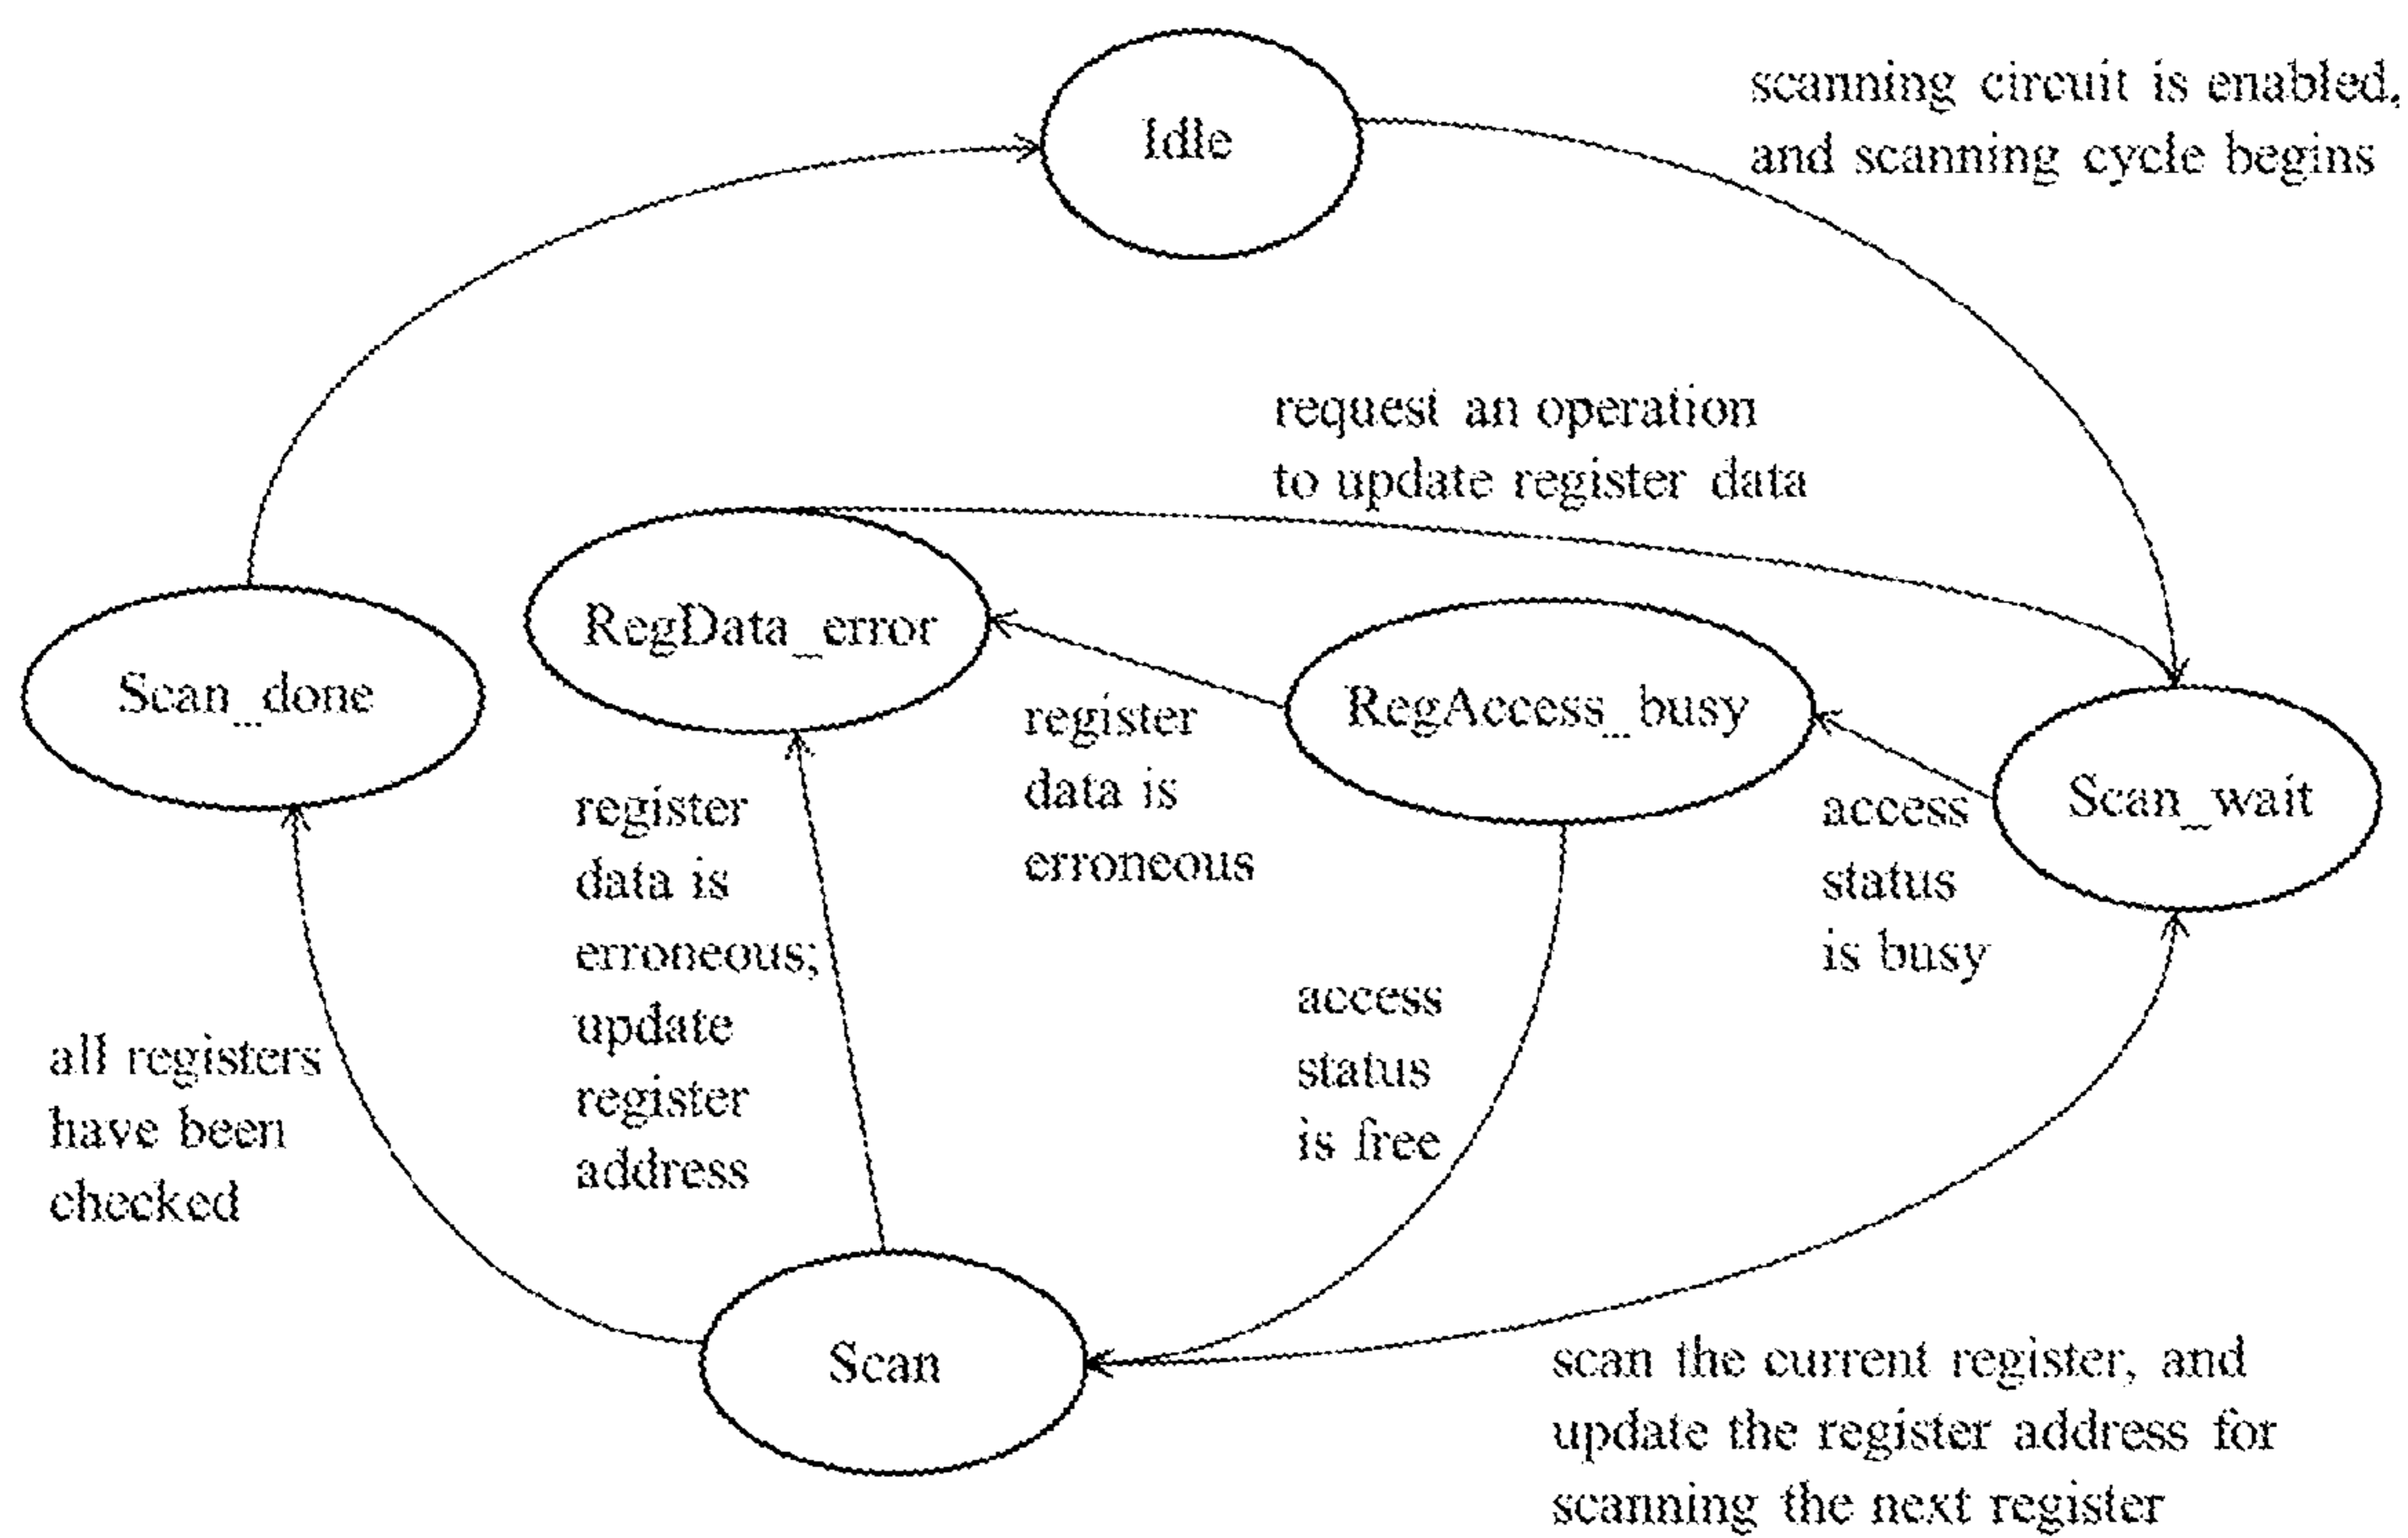 Idle
scanning circuit is enabled,
and scanning cycle begins
request an operation
to update register data
Scan_done
RegData_error
RegAccess_busy
Scan_wait
register
data is
erroneous
access
status
is busy
register
data is
erroneous;
update
register
address
access
status
is free
all registers
have been
checked
Scan
scan the current register, and
update the register address for
scanning the next register